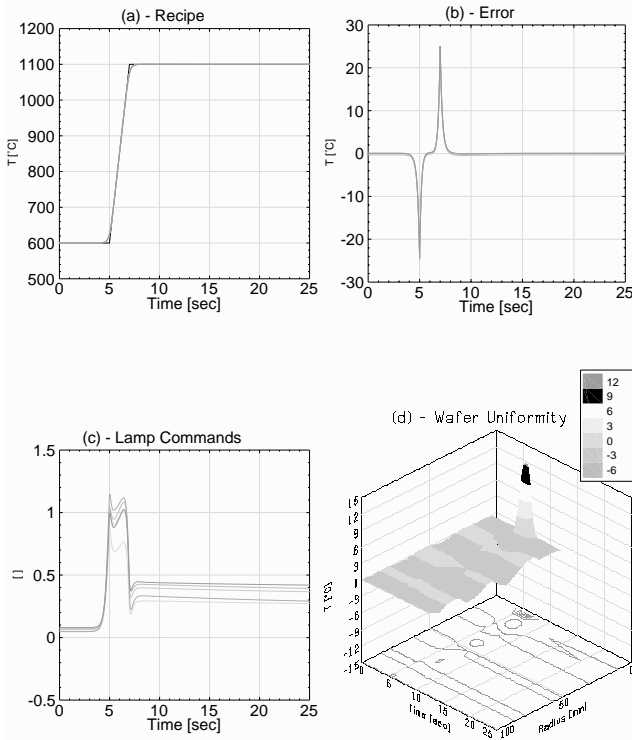 (a) - Recipe
1200
1100
1000
900
800
700
600
500
T [°C]
0 5 10 15 20 25
Time [sec]
(b) - Error
30
20
10
0
-10
-20
-30
T [°C]
0 5 10 15 20 25
Time [sec]
(c) - Lamp Commands
1.5
1
0.5
0
-0.5
[]
0 5 10 15 20 25
Time [sec]
12
9
6
3
0
-3
-6
(d) - Wafer Uniformity
15
12
9
6
-6
-9
-12
-15
0 5 10 15 20 25
Time [sec]
100 50 0
Radius [mm]